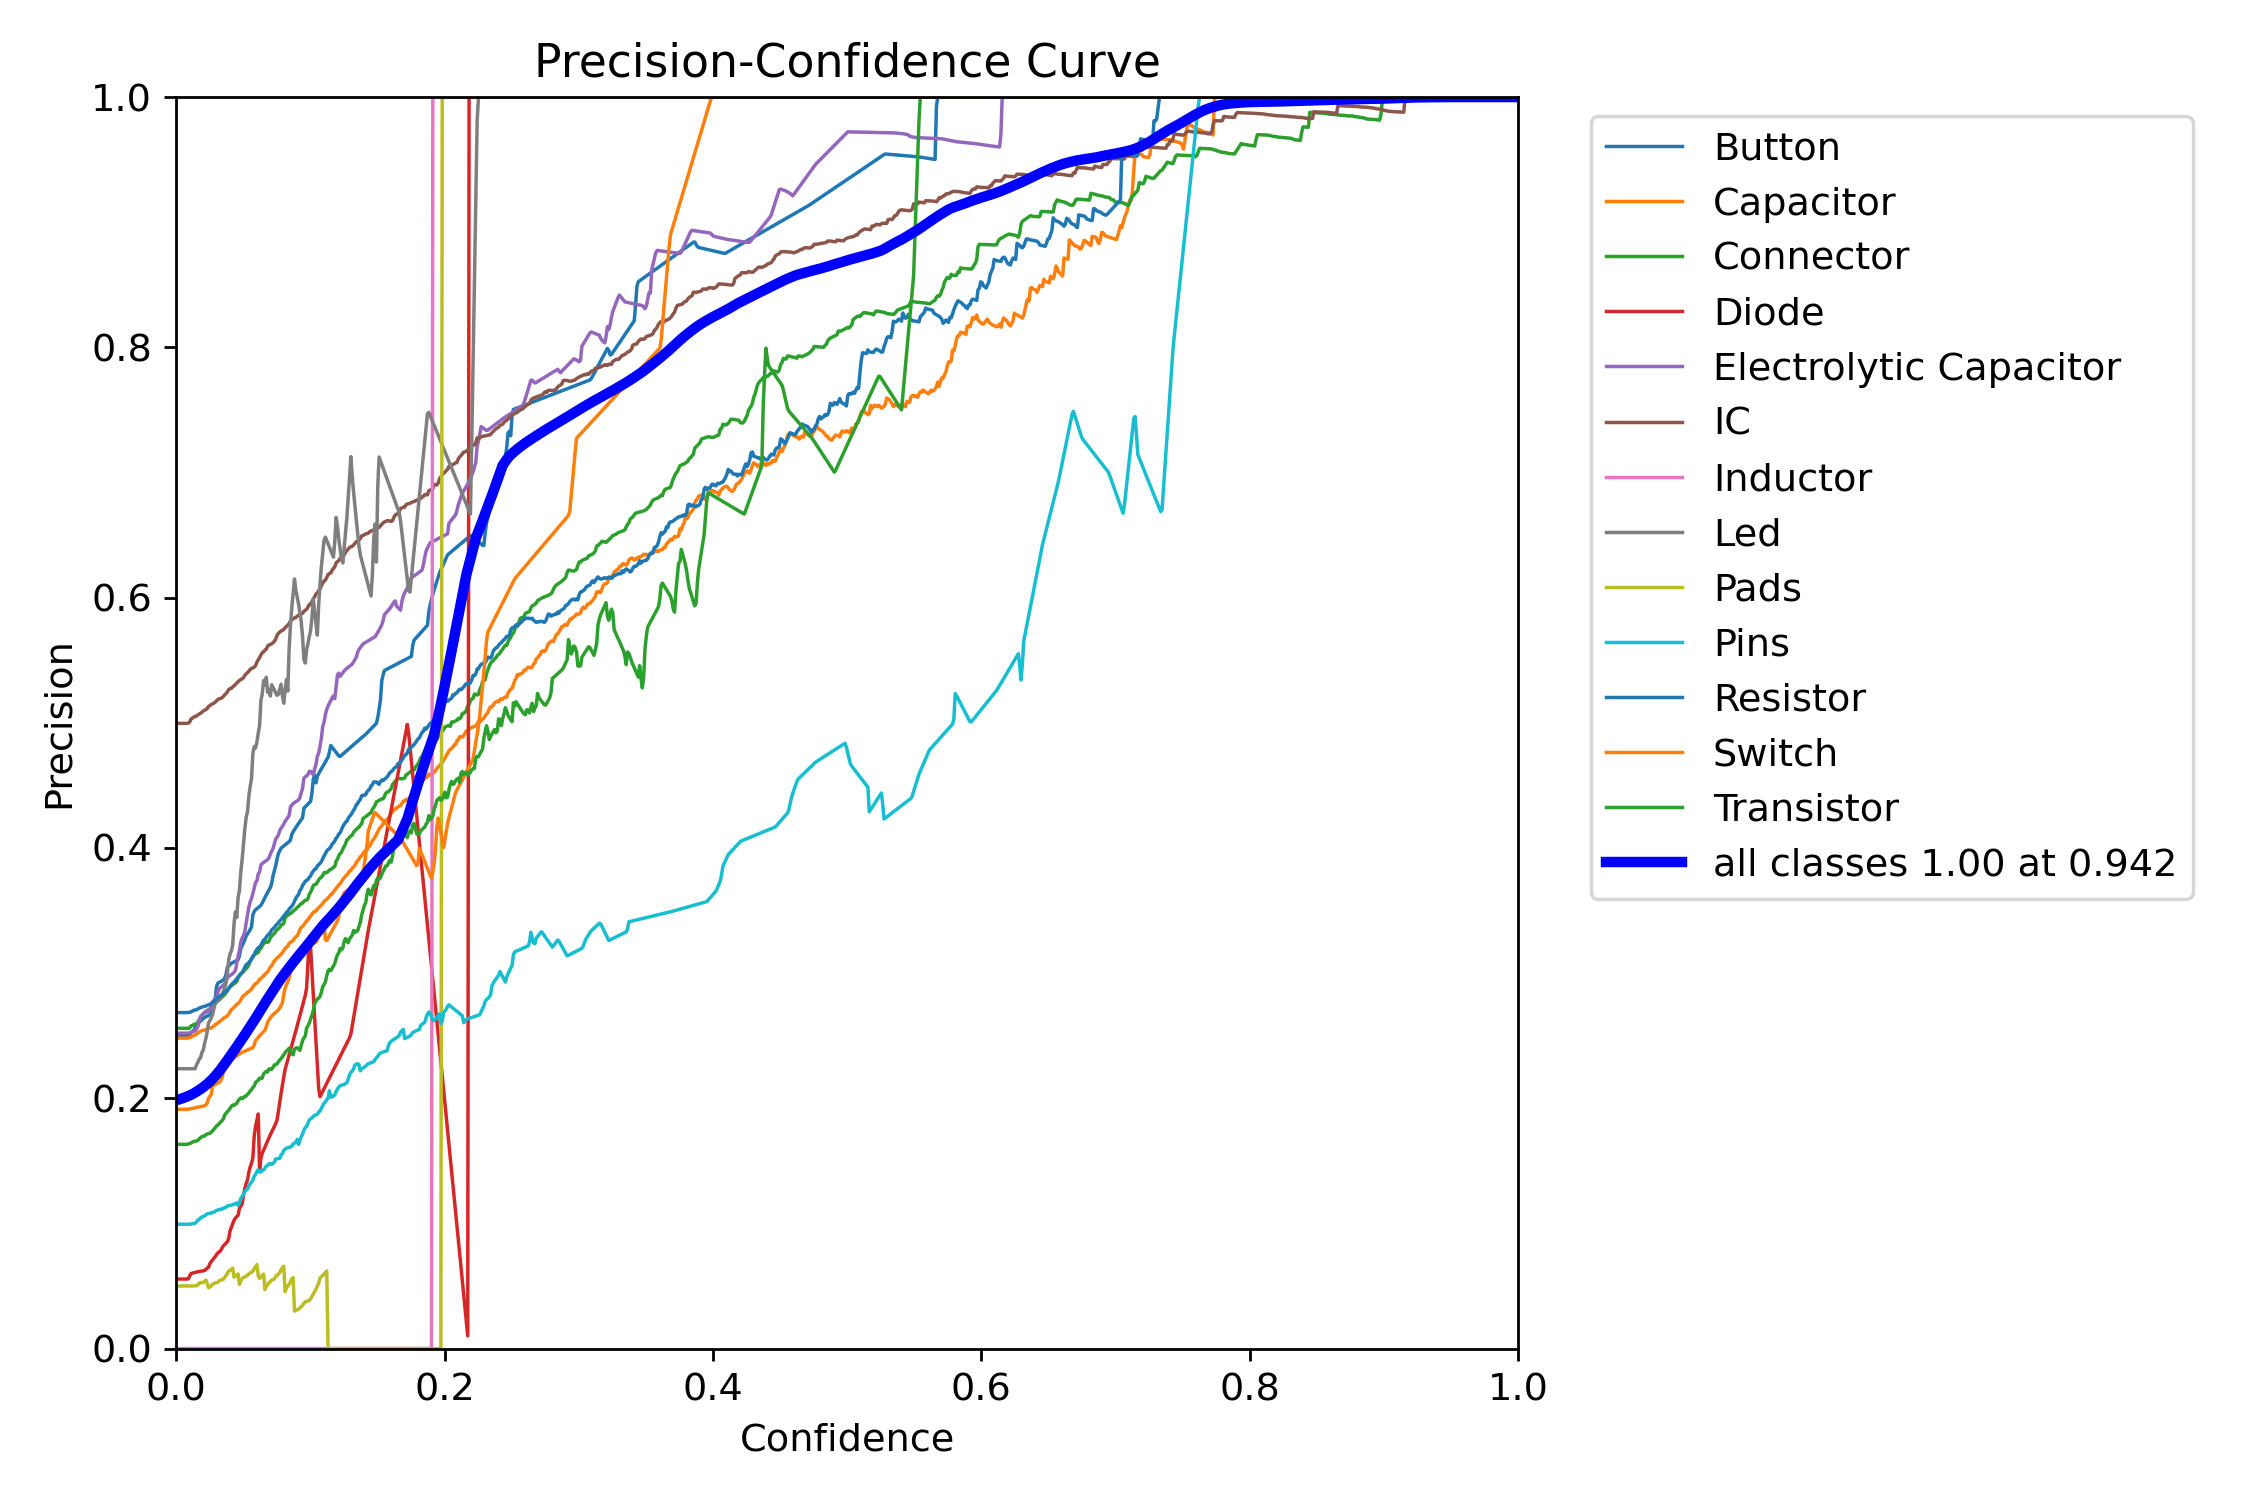 Precision-Confidence Curve
1.0
0.8
0.6
0.4
0.2
0.0
Precision
0.0 0.2 0.4 0.6 0.8 1.0
Confidence
Button
Capacitor
Connector
Diode
Electrolytic Capacitor
IC
Inductor
Led
Pads
Pins
Resistor
Switch
Transistor
all classes 1.00 at 0.942